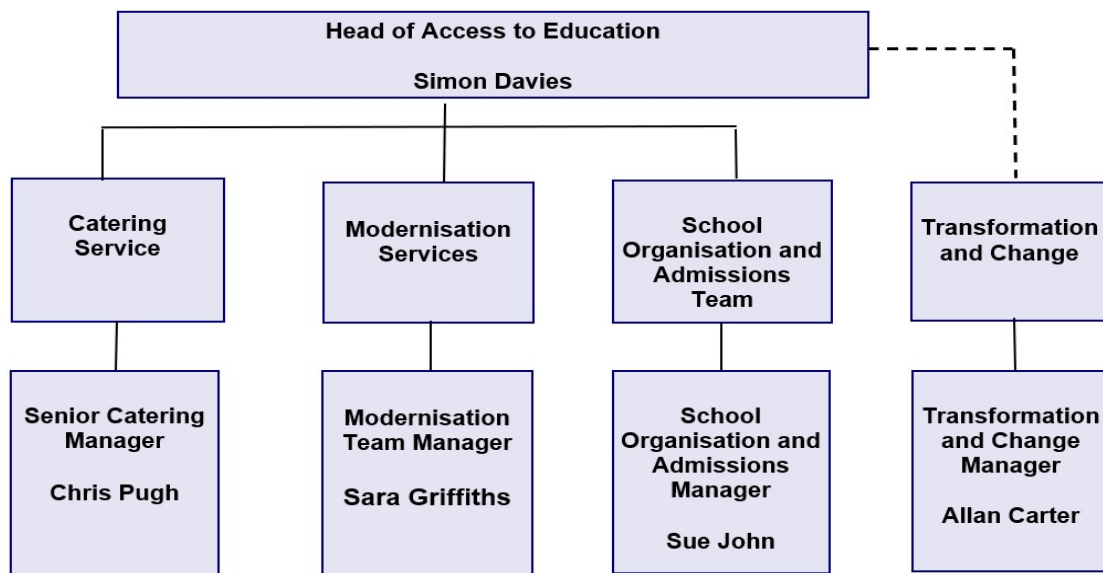 Head of Access to Education
Simon Davies
Catering
Service
Modernisation
Services
School
Organisation and
Admissions
Team
Transformation
and Change
Senior Catering
Manager
Chris Pugh
Modernisation
Team Manager
Sara Griffiths
School
Organisation and
Admissions
Manager
Sue John
Transformation
and Change
Manager
Allan Carter